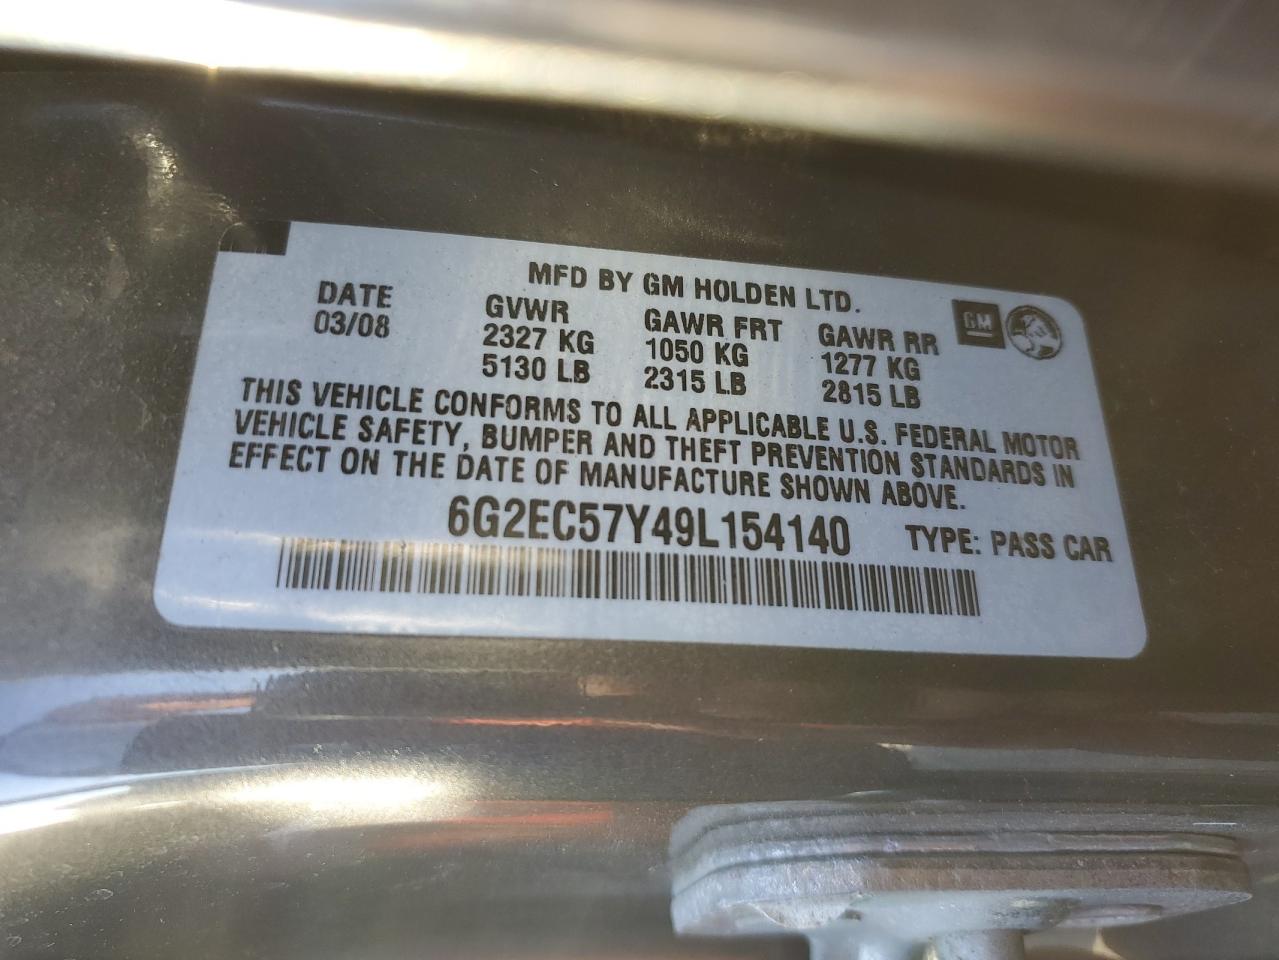 MFD BY GM HOLDEN LTD.
DATE GVWR GAWR FRT GAWR RR GM
03/08 2327 KG 1050 KG 1277 KG
5130 LB 2315 LB 2815 LB
THIS VEHICLE CONFORMS TO ALL APPLICABLE U.S. FEDERAL MOTOR
VEHICLE SAFETY, BUMPER AND THEFT PREVENTION STANDARDS IN
EFFECT ON THE DATE OF MANUFACTURE SHOWN ABOVE.
6G2EC57Y49L154140 TYPE: PASS CAR